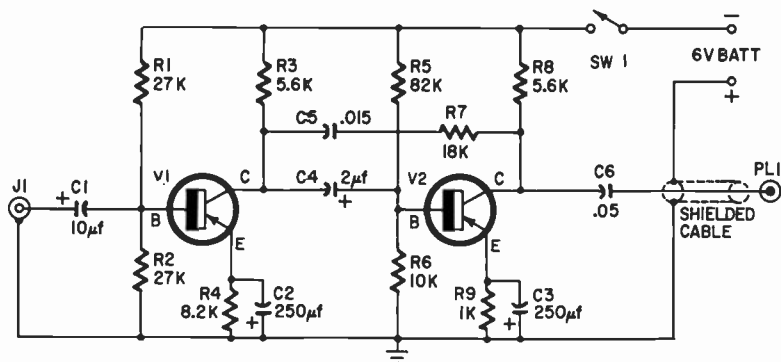 R1
27K
R3
5.6K
R5
82K
R8
5.6K
SW 1
−
6V BATT
+
C5 .015
R7
18K
J1
+ C1
10µf
V1
C
B
E
C4 2µf
+
V2
C
B
E
C6
.05
PL1
SHIELDED
CABLE
R2
27K
R4
8.2K
C2
250µf
+
R6
10K
R9
1K
C3
250µf
+